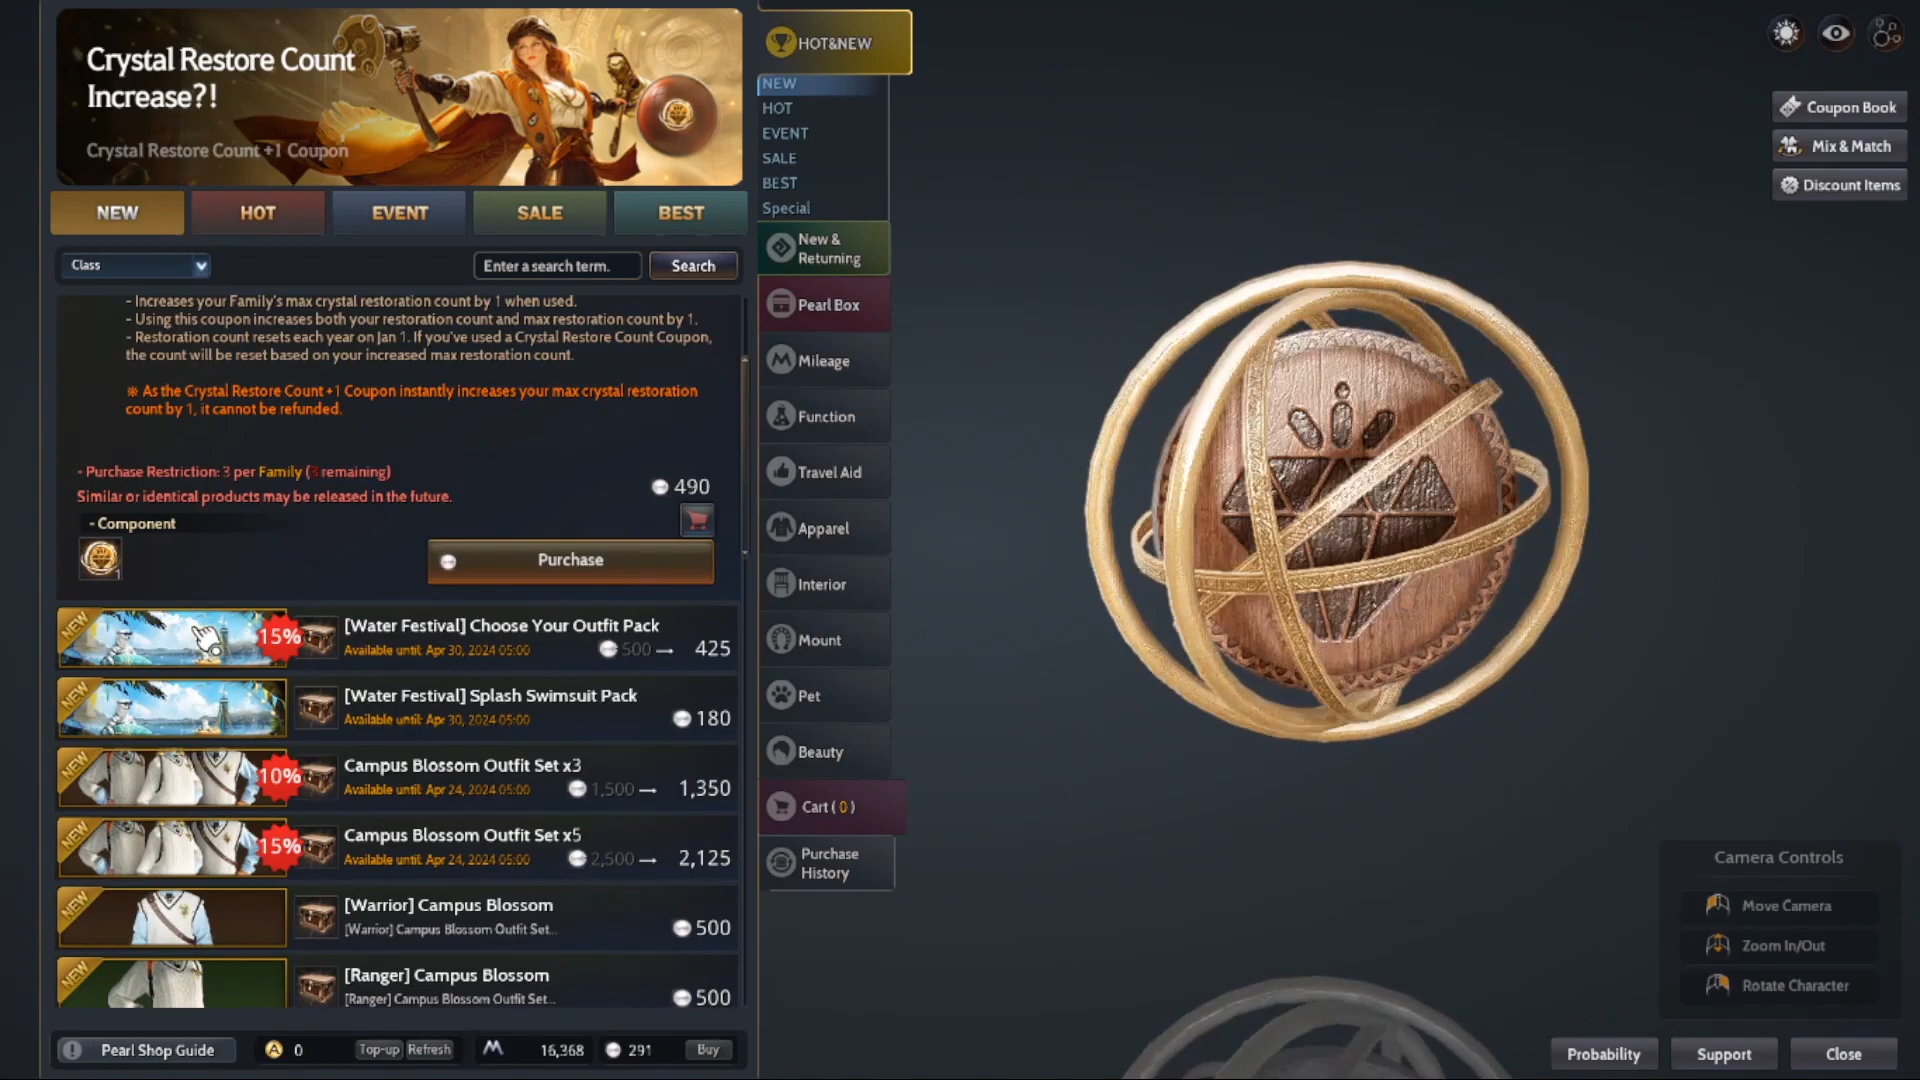 Crystal Restore Count
Increase?!
Crystal Restore Count +1 Coupon
NEW
HOT
EVENT
SALE
BEST
Class
Enter a search term.
Search
- Increases your Family's max crystal restoration count by 1 when used.
- Using this coupon increases both your restoration count and max restoration count by 1.
- Restoration count resets each year on Jan 1. If you've used a Crystal Restore Count Coupon,
the count will be reset based on your increased max restoration count.
※ As the Crystal Restore Count +1 Coupon instantly increases your max crystal restoration
count by 1, it cannot be refunded.
- Purchase Restriction: 3 per Family (3 remaining)
Similar or identical products may be released in the future.
490
- Component
1
Purchase
NEW
15%
[Water Festival] Choose Your Outfit Pack
Available until: Apr 30, 2024 05:00
500 → 425
NEW
[Water Festival] Splash Swimsuit Pack
Available until: Apr 30, 2024 05:00
180
NEW
10%
Campus Blossom Outfit Set x3
Available until: Apr 24, 2024 05:00
1,500 → 1,350
NEW
15%
Campus Blossom Outfit Set x5
Available until: Apr 24, 2024 05:00
2,500 → 2,125
NEW
[Warrior] Campus Blossom
[Warrior] Campus Blossom Outfit Set...
500
NEW
[Ranger] Campus Blossom
[Ranger] Campus Blossom Outfit Set...
500
Pearl Shop Guide
A 0
Top-up
Refresh
16,368
291
Buy
HOT&NEW
NEW
HOT
EVENT
SALE
BEST
Special
New &
Returning
Pearl Box
Mileage
Function
Travel Aid
Apparel
Interior
Mount
Pet
Beauty
Cart ( 0 )
Purchase
History
Coupon Book
Mix & Match
Discount Items
Camera Controls
Move Camera
Zoom In/Out
Rotate Character
Probability
Support
Close